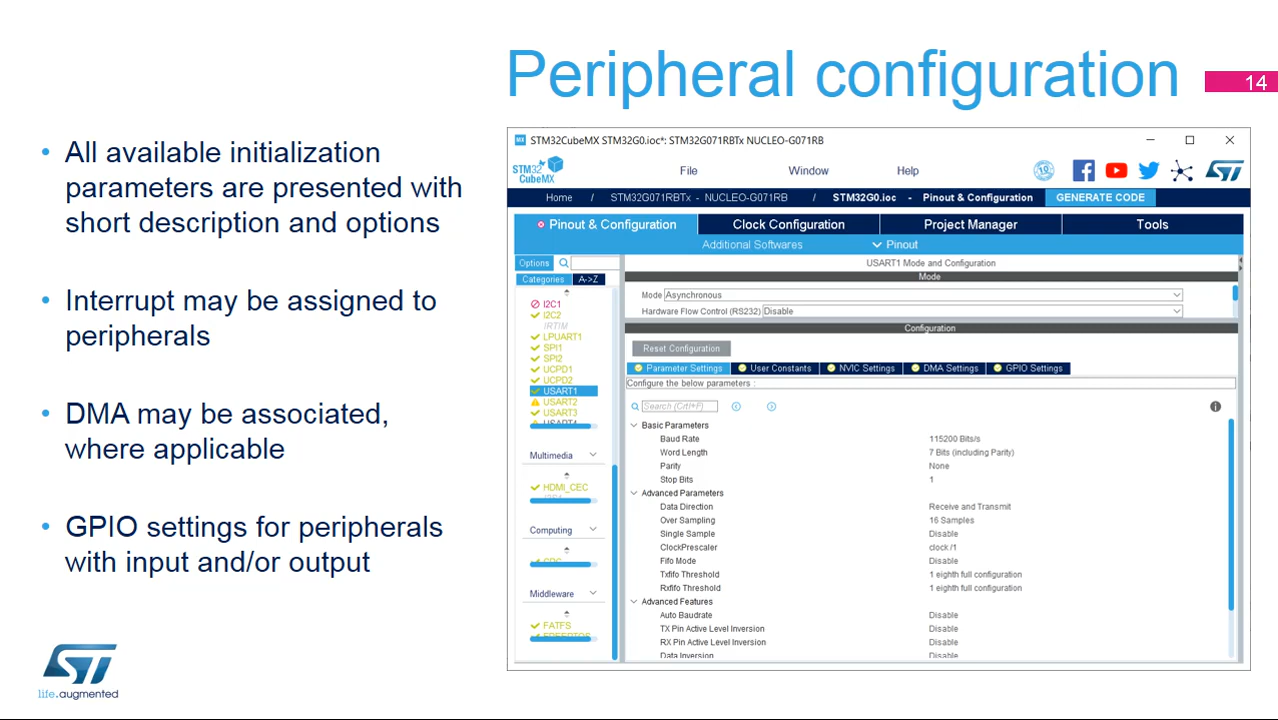 Peripheral configuration
14
• All available initialization
parameters are presented with
short description and options
• Interrupt may be assigned to
peripherals
• DMA may be associated,
where applicable
• GPIO settings for peripherals
with input and/or output
life.augmented
MX STM32CubeMX STM32G0.ioc*: STM32G071RBTx NUCLEO-G071RB
STM32
CubeMX
File
Window
Help
10
ST
Home / STM32G071RBTx - NUCLEO-G071RB / STM32G0.ioc - Pinout & Configuration
GENERATE CODE
Pinout & Configuration
Clock Configuration
Project Manager
Tools
Additional Softwares
Pinout
Options
Categories
A->Z
I2C1
I2C2
IRTIM
LPUART1
SPI1
SPI2
UCPD1
UCPD2
USART1
USART2
USART3
USART4
Multimedia
HDMI_CEC
Computing
CRC
Middleware
FATFS
FREERTOS
USART1 Mode and Configuration
Mode
Mode Asynchronous
Hardware Flow Control (RS232) Disable
Configuration
Reset Configuration
Parameter Settings
User Constants
NVIC Settings
DMA Settings
GPIO Settings
Configure the below parameters :
Search (Crtl+F)
Basic Parameters
Baud Rate 115200 Bits/s
Word Length 7 Bits (including Parity)
Parity None
Stop Bits 1
Advanced Parameters
Data Direction Receive and Transmit
Over Sampling 16 Samples
Single Sample Disable
ClockPrescaler clock /1
Fifo Mode Disable
Txfifo Threshold 1 eighth full configuration
Rxfifo Threshold 1 eighth full configuration
Advanced Features
Auto Baudrate Disable
TX Pin Active Level Inversion Disable
RX Pin Active Level Inversion Disable
Data Inversion Disable